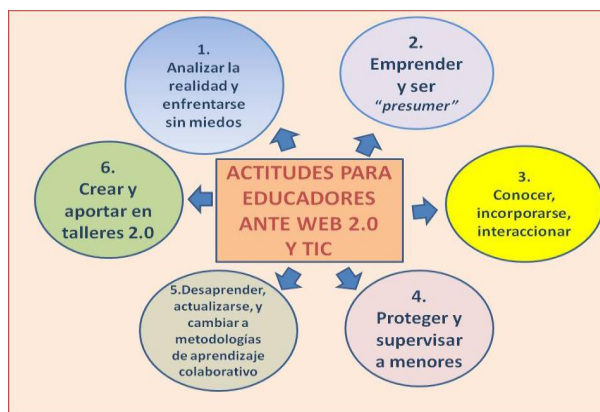 1.
Analizar la
realidad y
enfrentarse
sin miedos
2.
Emprender
y ser
“presumer”
3.
Conocer,
incorporarse,
interaccionar
4.
Proteger y
supervisar
a menores
5.Desaprender,
actualizarse, y
cambiar a
metodologías
de aprendizaje
colaborativo
6.
Crear y
aportar en
talleres 2.0
ACTITUDES PARA
EDUCADORES
ANTE WEB 2.0
Y TIC